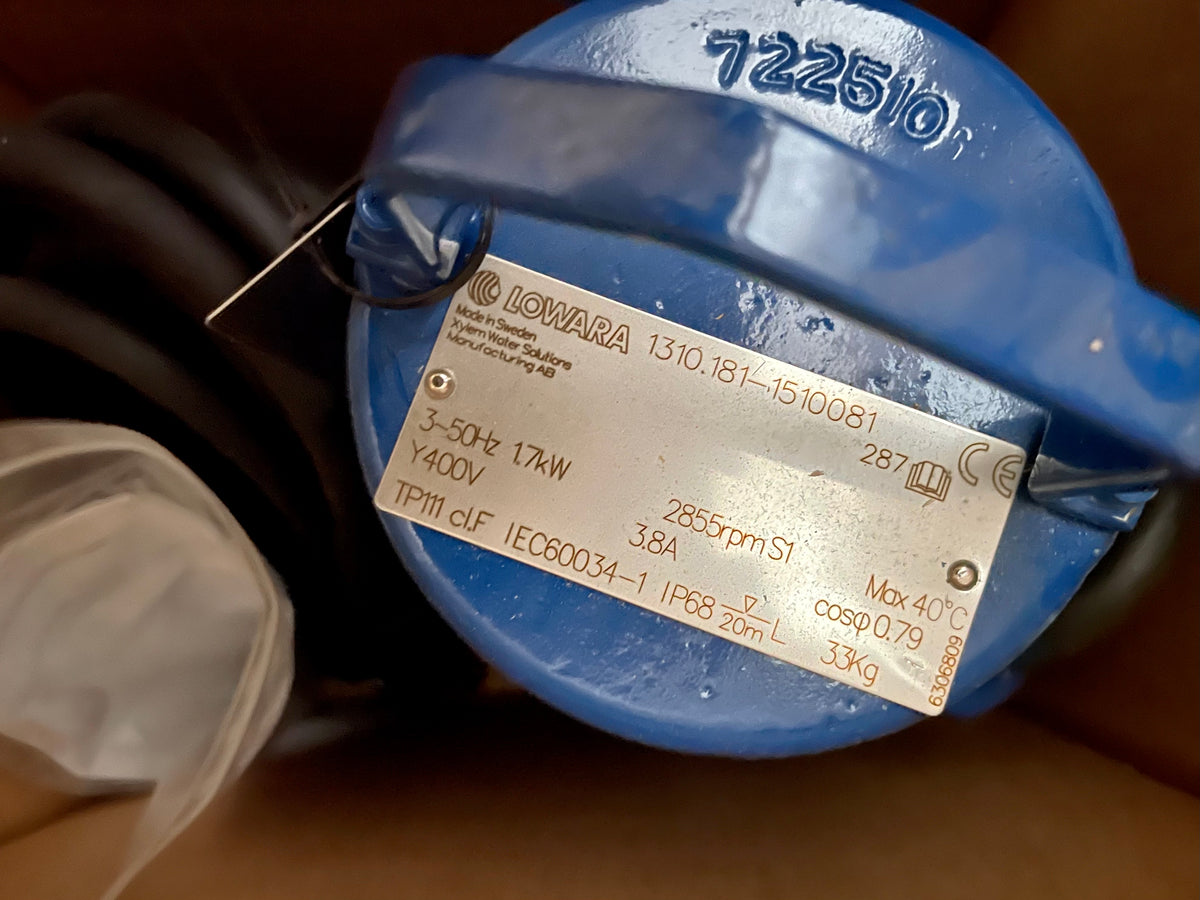 722510
LOWARA 1310.181-1510081
Made in Sweden
Xylem Water Solutions
Manufacturing AB
287 CE
3~50Hz 1.7kW 2855rpm S1 Max 40°C
Y400V 3.8A cosφ 0.79
TP111 cl.F IEC60034-1 IP68 ▽ 20m L 33Kg
6306809